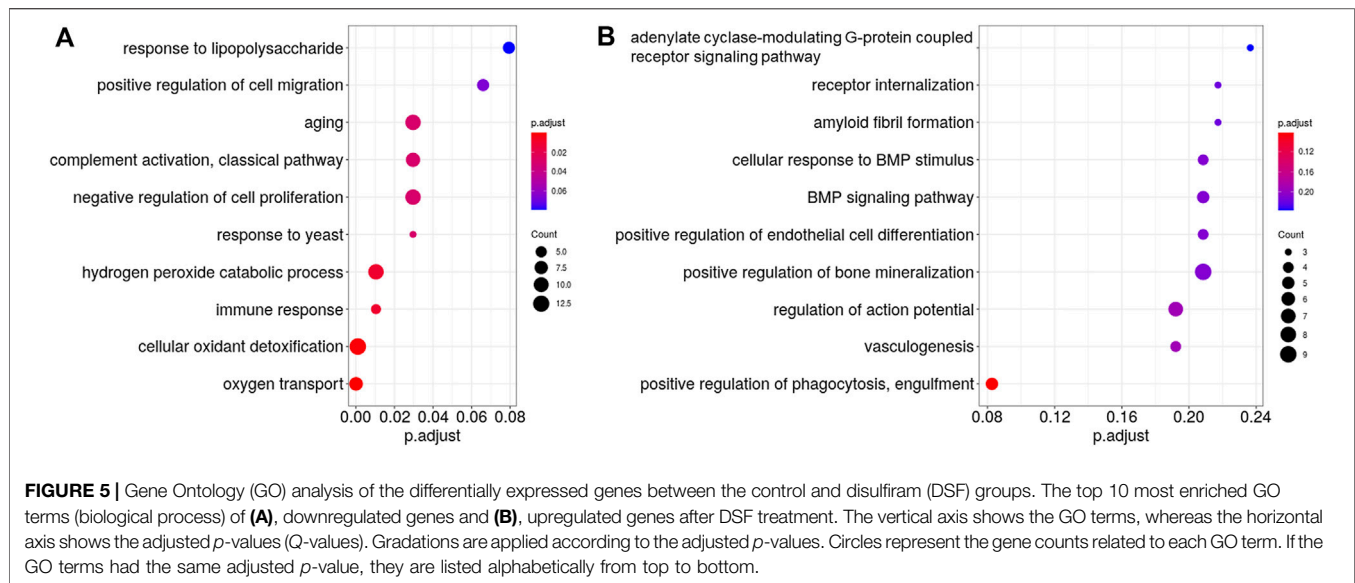 A
response to lipopolysaccharide
positive regulation of cell migration
aging
complement activation, classical pathway
negative regulation of cell proliferation
response to yeast
hydrogen peroxide catabolic process
immune response
cellular oxidant detoxification
oxygen transport
0.00 0.02 0.04 0.06 0.08
p.adjust
p.adjust
0.02
0.04
0.06
Count
5.0
7.5
10.0
12.5
B
adenylate cyclase-modulating G-protein coupled
receptor signaling pathway
receptor internalization
amyloid fibril formation
cellular response to BMP stimulus
BMP signaling pathway
positive regulation of endothelial cell differentiation
positive regulation of bone mineralization
regulation of action potential
vasculogenesis
positive regulation of phagocytosis, engulfment
0.08 0.12 0.16 0.20 0.24
p.adjust
p.adjust
0.12
0.16
0.20
Count
3
4
5
6
7
8
9
FIGURE 5 | Gene Ontology (GO) analysis of the differentially expressed genes between the control and disulfiram (DSF) groups. The top 10 most enriched GO
terms (biological process) of (A), downregulated genes and (B), upregulated genes after DSF treatment. The vertical axis shows the GO terms, whereas the horizontal
axis shows the adjusted p-values (Q-values). Gradations are applied according to the adjusted p-values. Circles represent the gene counts related to each GO term. If the
GO terms had the same adjusted p-value, they are listed alphabetically from top to bottom.